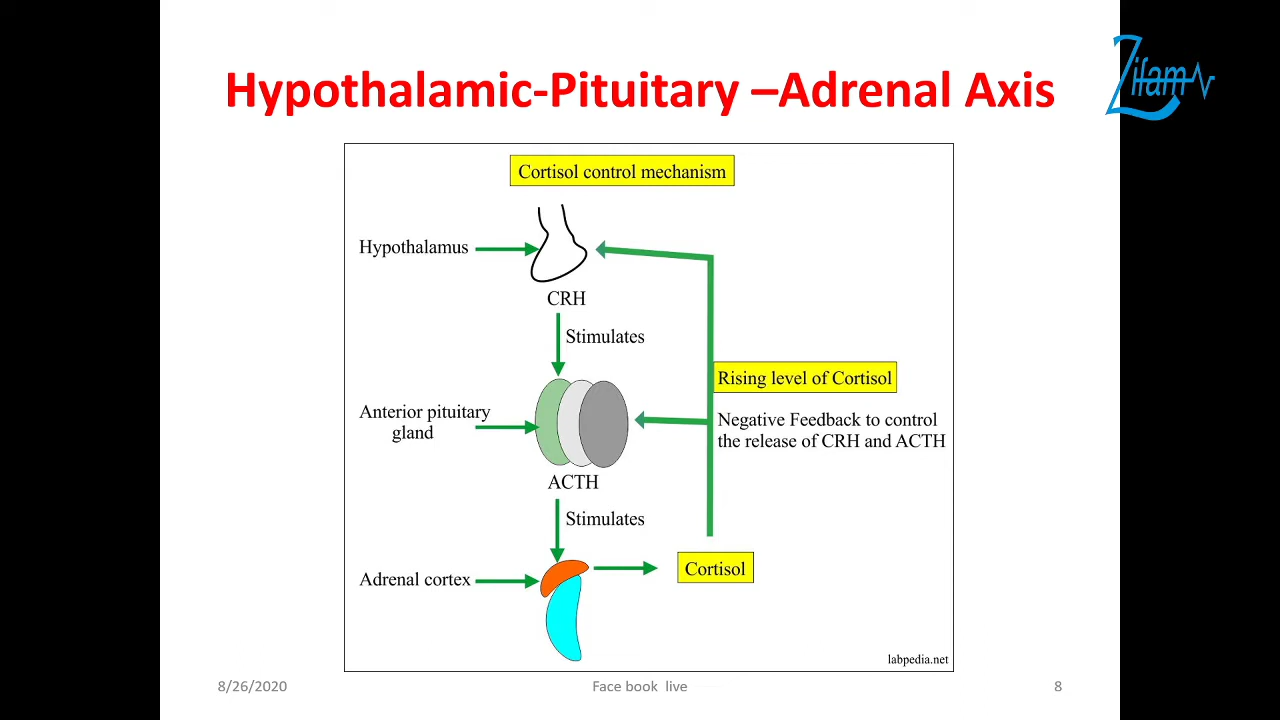 Hypothalamic-Pituitary –Adrenal Axis
Zifam
Cortisol control mechanism
Hypothalamus
CRH
Stimulates
Rising level of Cortisol
Anterior pituitary
gland
Negative Feedback to control
the release of CRH and ACTH
ACTH
Stimulates
Adrenal cortex
Cortisol
labpedia.net
8/26/2020
Face book live
8